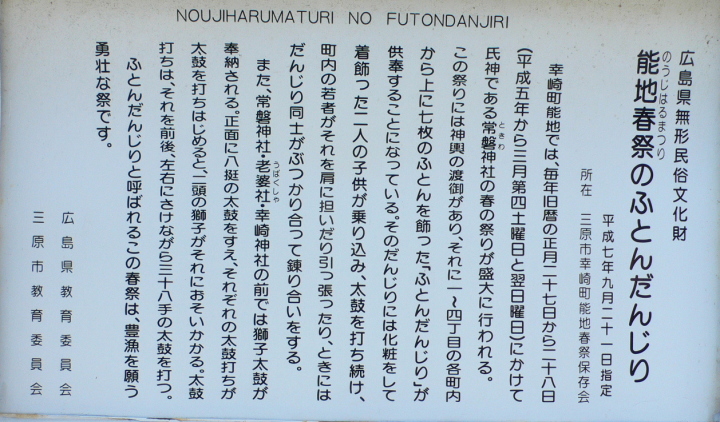 NOUJIHARUMATURI NO FUTONDANJIRI
広島県無形民俗文化財
のうじはるまつり
能地春祭のふとんだんじり
平成七年九月二十一日指定
所在 三原市幸崎町能地春祭保存会
幸崎町能地では、毎年旧暦の正月二十七日から二十八日
(平成五年から三月第四土曜日と翌日曜日)にかけて
氏神である常磐神社の春の祭りが盛大に行われる。
ときわ
この祭りには神輿の渡御があり、それに一~四丁目の各町内
から上に七枚のふとんを飾った「ふとんだんじり」が
供奉することになっている。そのだんじりには化粧をして
着飾った二人の子供が乗り込み、太鼓を打ち続け、
町内の若者がそれを肩に担いだり引っ張ったり、ときには
だんじり同士がぶつかり合って錬り合いをする。
また、常磐神社・老婆社・幸崎神社の前では獅子太鼓が
うばくしゃ
奉納される。正面に八挺の太鼓をすえ、それぞれの太鼓打ちが
太鼓を打ちはじめると、二頭の獅子がそれにおそいかかる。太鼓
打ちは、それを前後、左右にさけながら三十八手の太鼓を打つ。
ふとんだんじりと呼ばれるこの春祭は、豊漁を願う
勇壮な祭です。
広島県教育委員会
三原市教育委員会